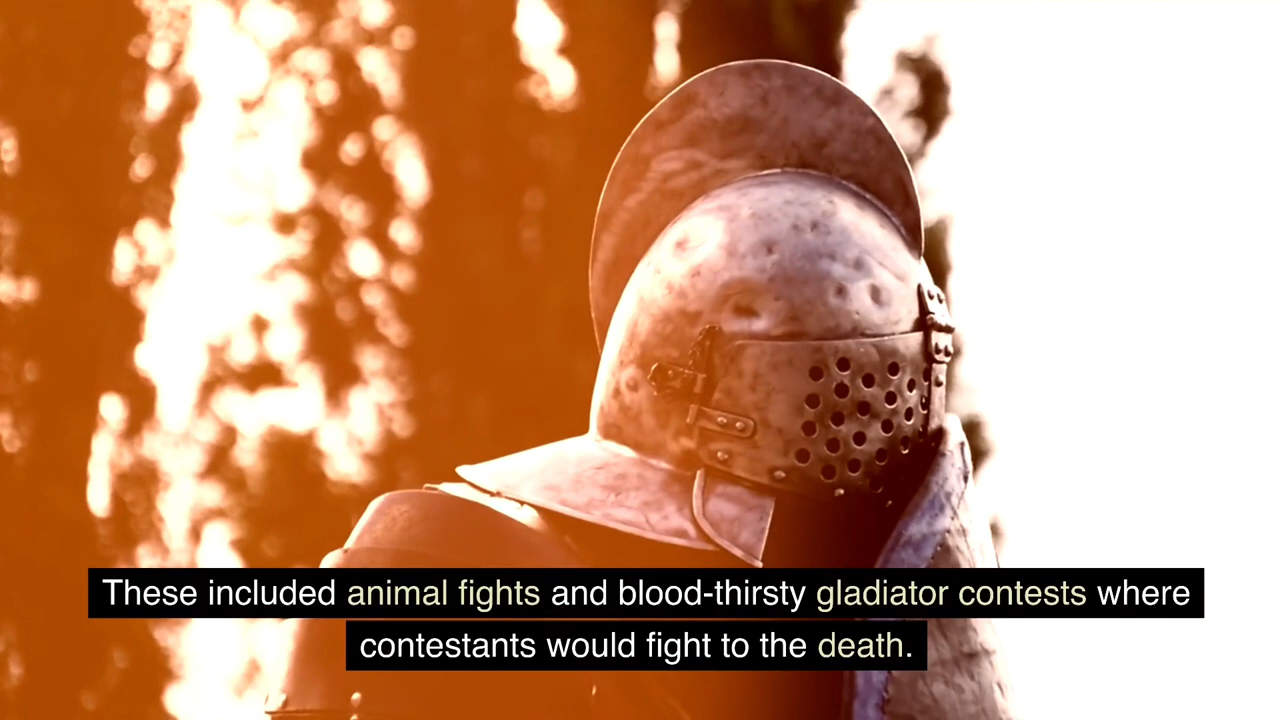 These included animal fights and blood-thirsty gladiator contests where
contestants would fight to the death.